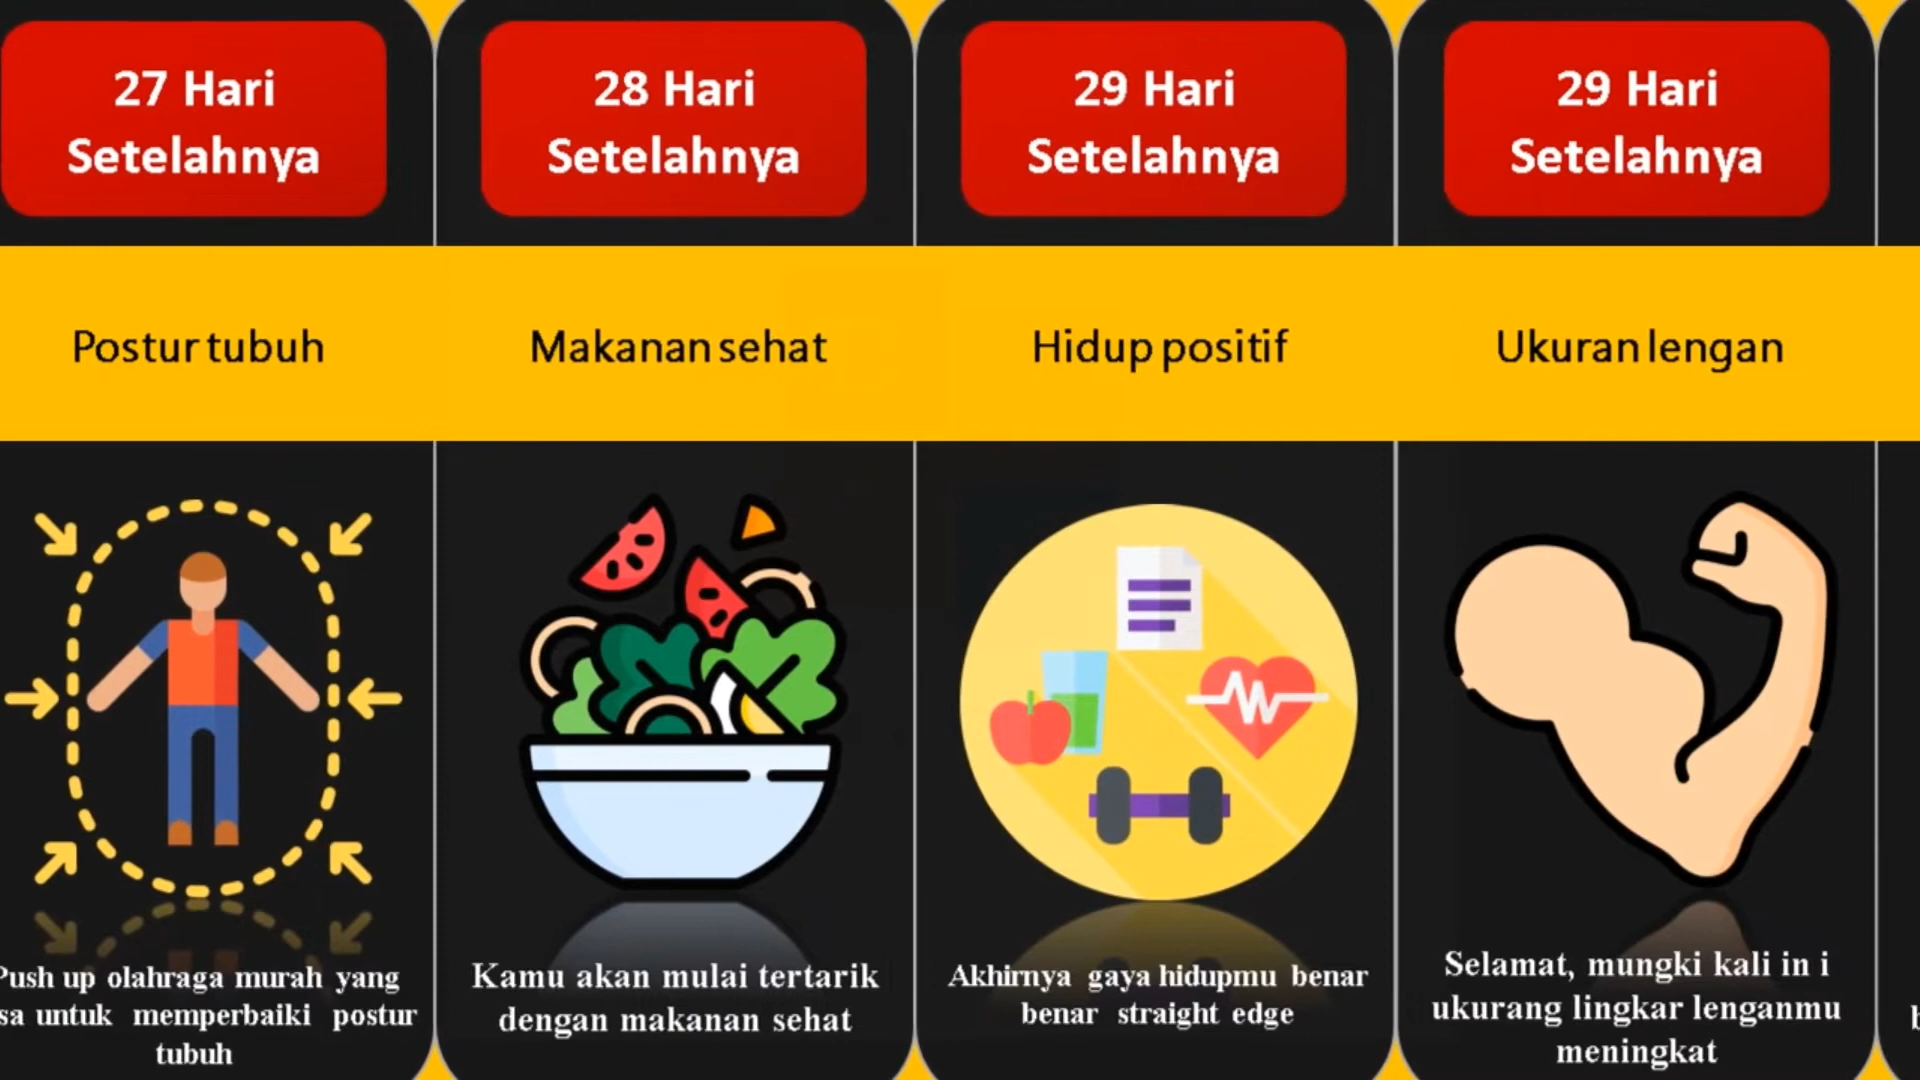 27 Hari
Setelahnya
Postur tubuh
Push up olahraga murah yang
untuk memperbaiki postur
tubuh
28 Hari
Setelahnya
Makanan sehat
Kamu akan mulai tertarik
dengan makanan sehat
29 Hari
Setelahnya
Hidup positif
Akhirnya gaya hidupmu benar
benar straight edge
29 Hari
Setelahnya
Ukuran lengan
Selamat, mungki kali in i
ukurang lingkar lenganmu
meningkat